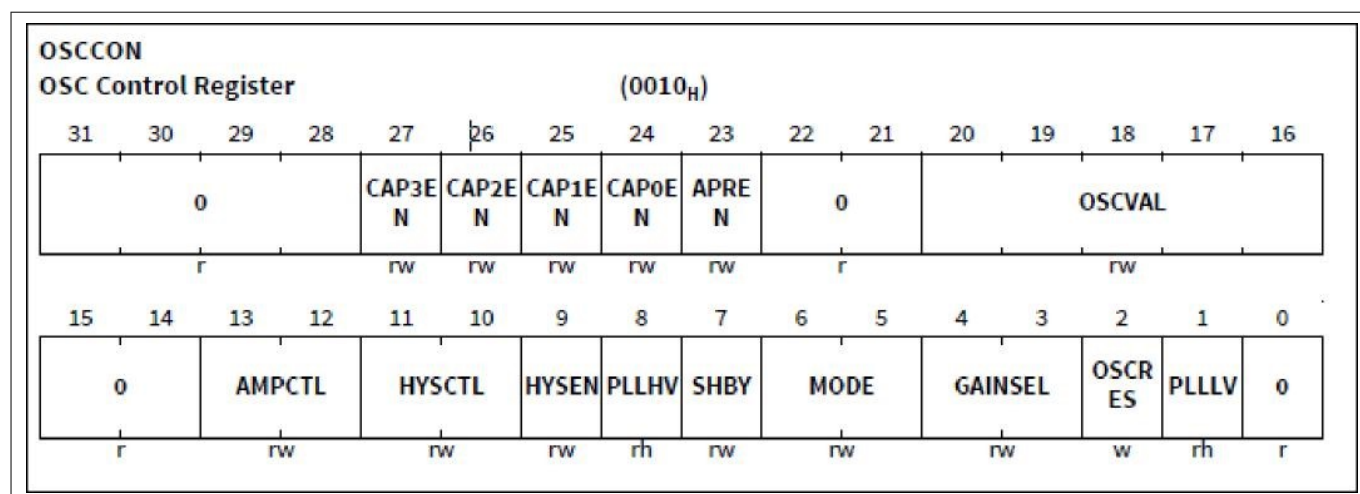 OSCCON
OSC Control Register (0010H)
31 30 29 28 27 26 25 24 23 22 21 20 19 18 17 16
0 CAP3E CAP2E CAP1E CAP0E APRE 0 OSCVAL
N N N N N
r rw rw rw rw rw r rw
15 14 13 12 11 10 9 8 7 6 5 4 3 2 1 0
0 AMPCTL HYSCTL HYSEN PLLHV SHBY MODE GAINSEL OSCR PLLLV 0
ES
r rw rw rw rh rw rw rw w rh r